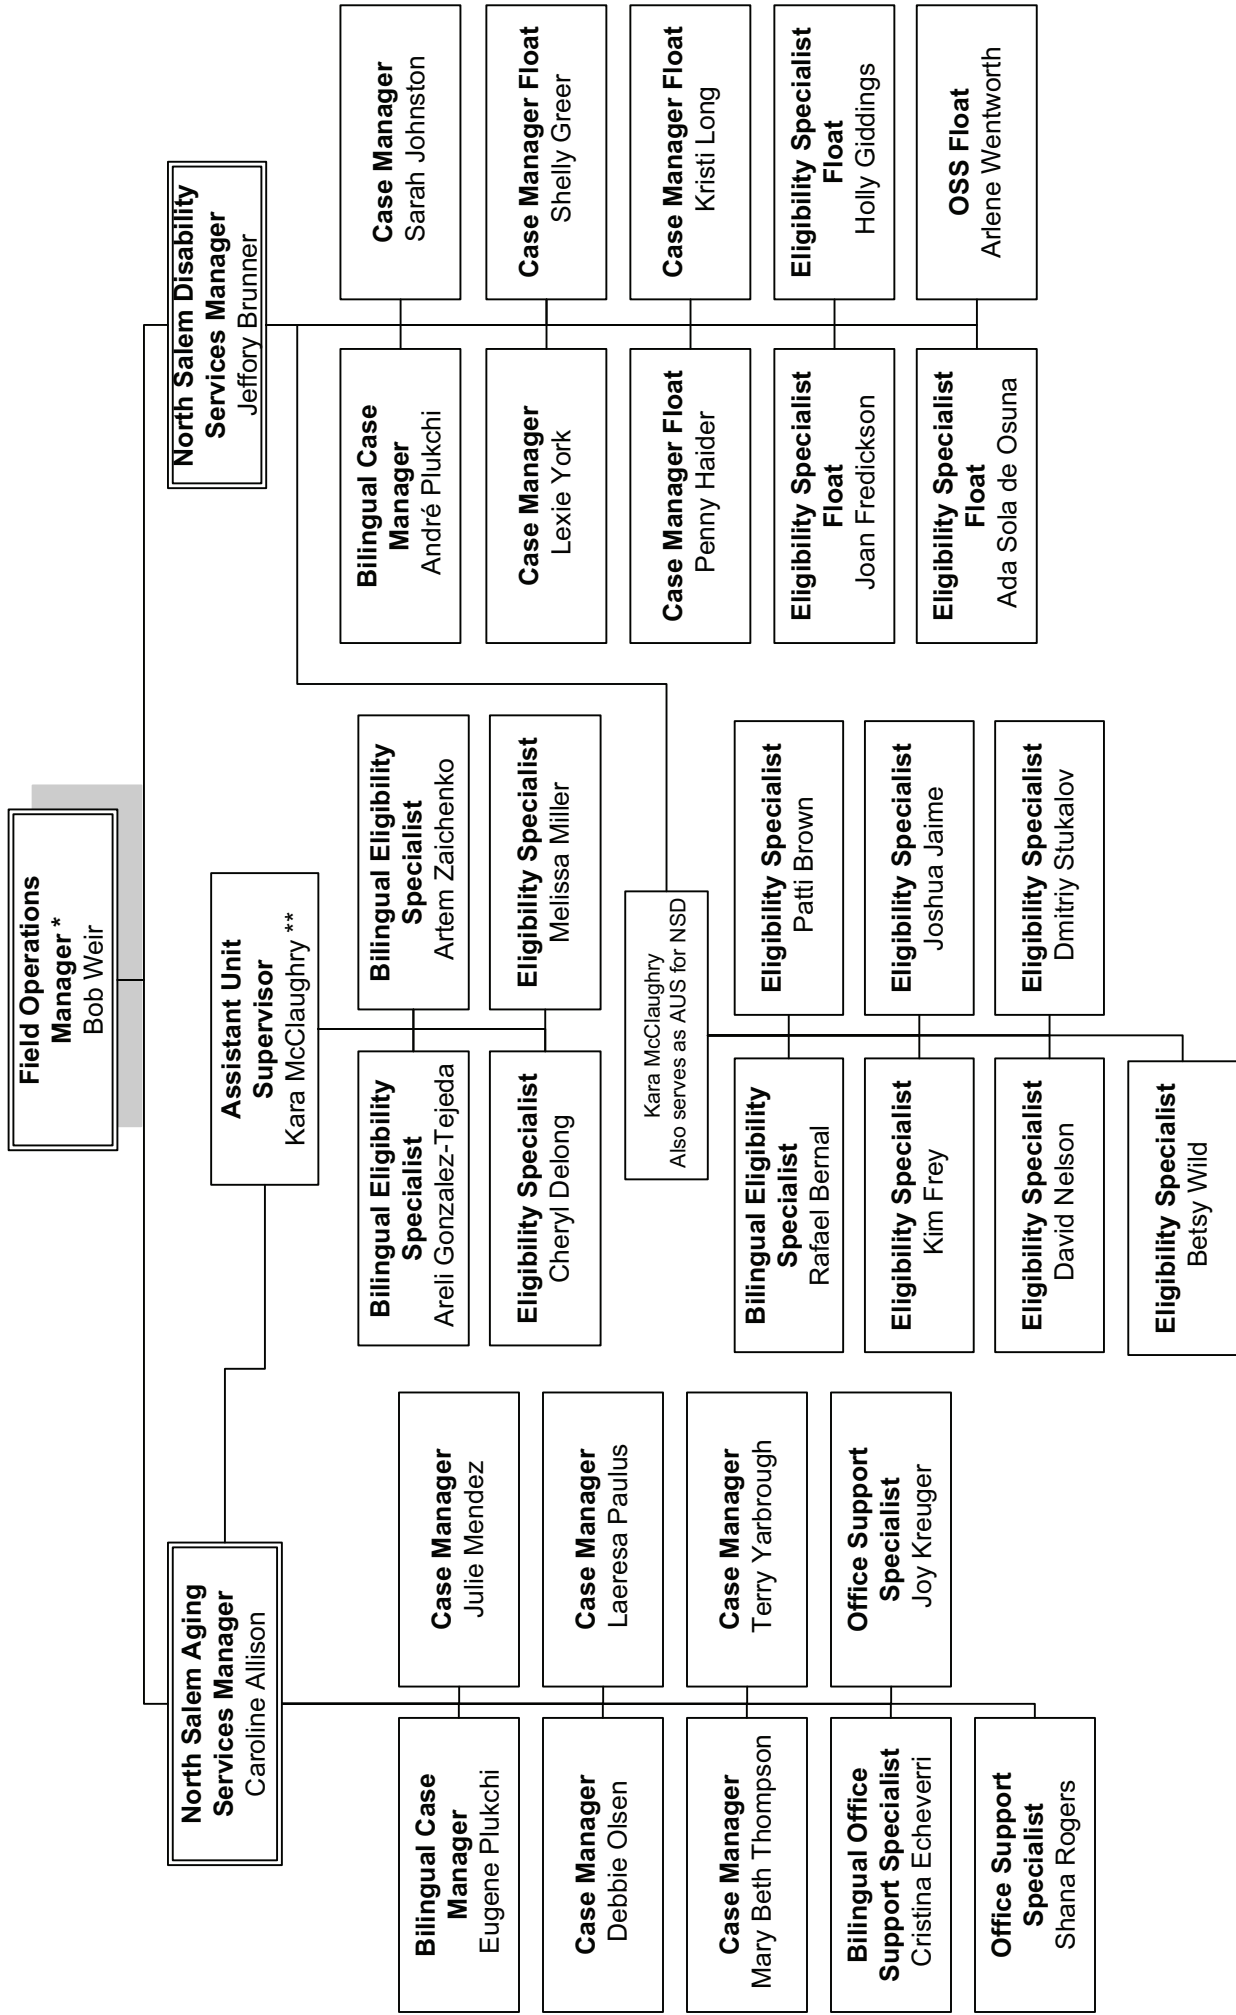 Field Operations
Manager *
Bob Weir
North Salem Aging
Services Manager
Caroline Allison
Assistant Unit
Supervisor
Kara McClaughry **
North Salem Disability
Services Manager
Jeffory Brunner
Bilingual Case
Manager
Eugene Plukchi
Case Manager
Julie Mendez
Case Manager
Debbie Olsen
Case Manager
Laeresa Paulus
Case Manager
Mary Beth Thompson
Case Manager
Terry Yarbrough
Bilingual Office
Support Specialist
Cristina Echeverri
Office Support
Specialist
Joy Kreuger
Office Support
Specialist
Shana Rogers
Bilingual Eligibility
Specialist
Areli Gonzalez-Tejeda
Bilingual Eligibility
Specialist
Artem Zaichenko
Eligibility Specialist
Cheryl Delong
Eligibility Specialist
Melissa Miller
Kara McClaughry
Also serves as AUS for NSD
Bilingual Eligibility
Specialist
Rafael Bernal
Eligibility Specialist
Patti Brown
Eligibility Specialist
Kim Frey
Eligibility Specialist
Joshua Jaime
Eligibility Specialist
David Nelson
Eligibility Specialist
Dmitriy Stukalov
Eligibility Specialist
Betsy Wild
Bilingual Case
Manager
André Plukchi
Case Manager
Sarah Johnston
Case Manager
Lexie York
Case Manager Float
Shelly Greer
Case Manager Float
Penny Haider
Case Manager Float
Kristi Long
Eligibility Specialist
Float
Joan Fredickson
Eligibility Specialist
Float
Holly Giddings
Eligibility Specialist
Float
Ada Sola de Osuna
OSS Float
Arlene Wentworth